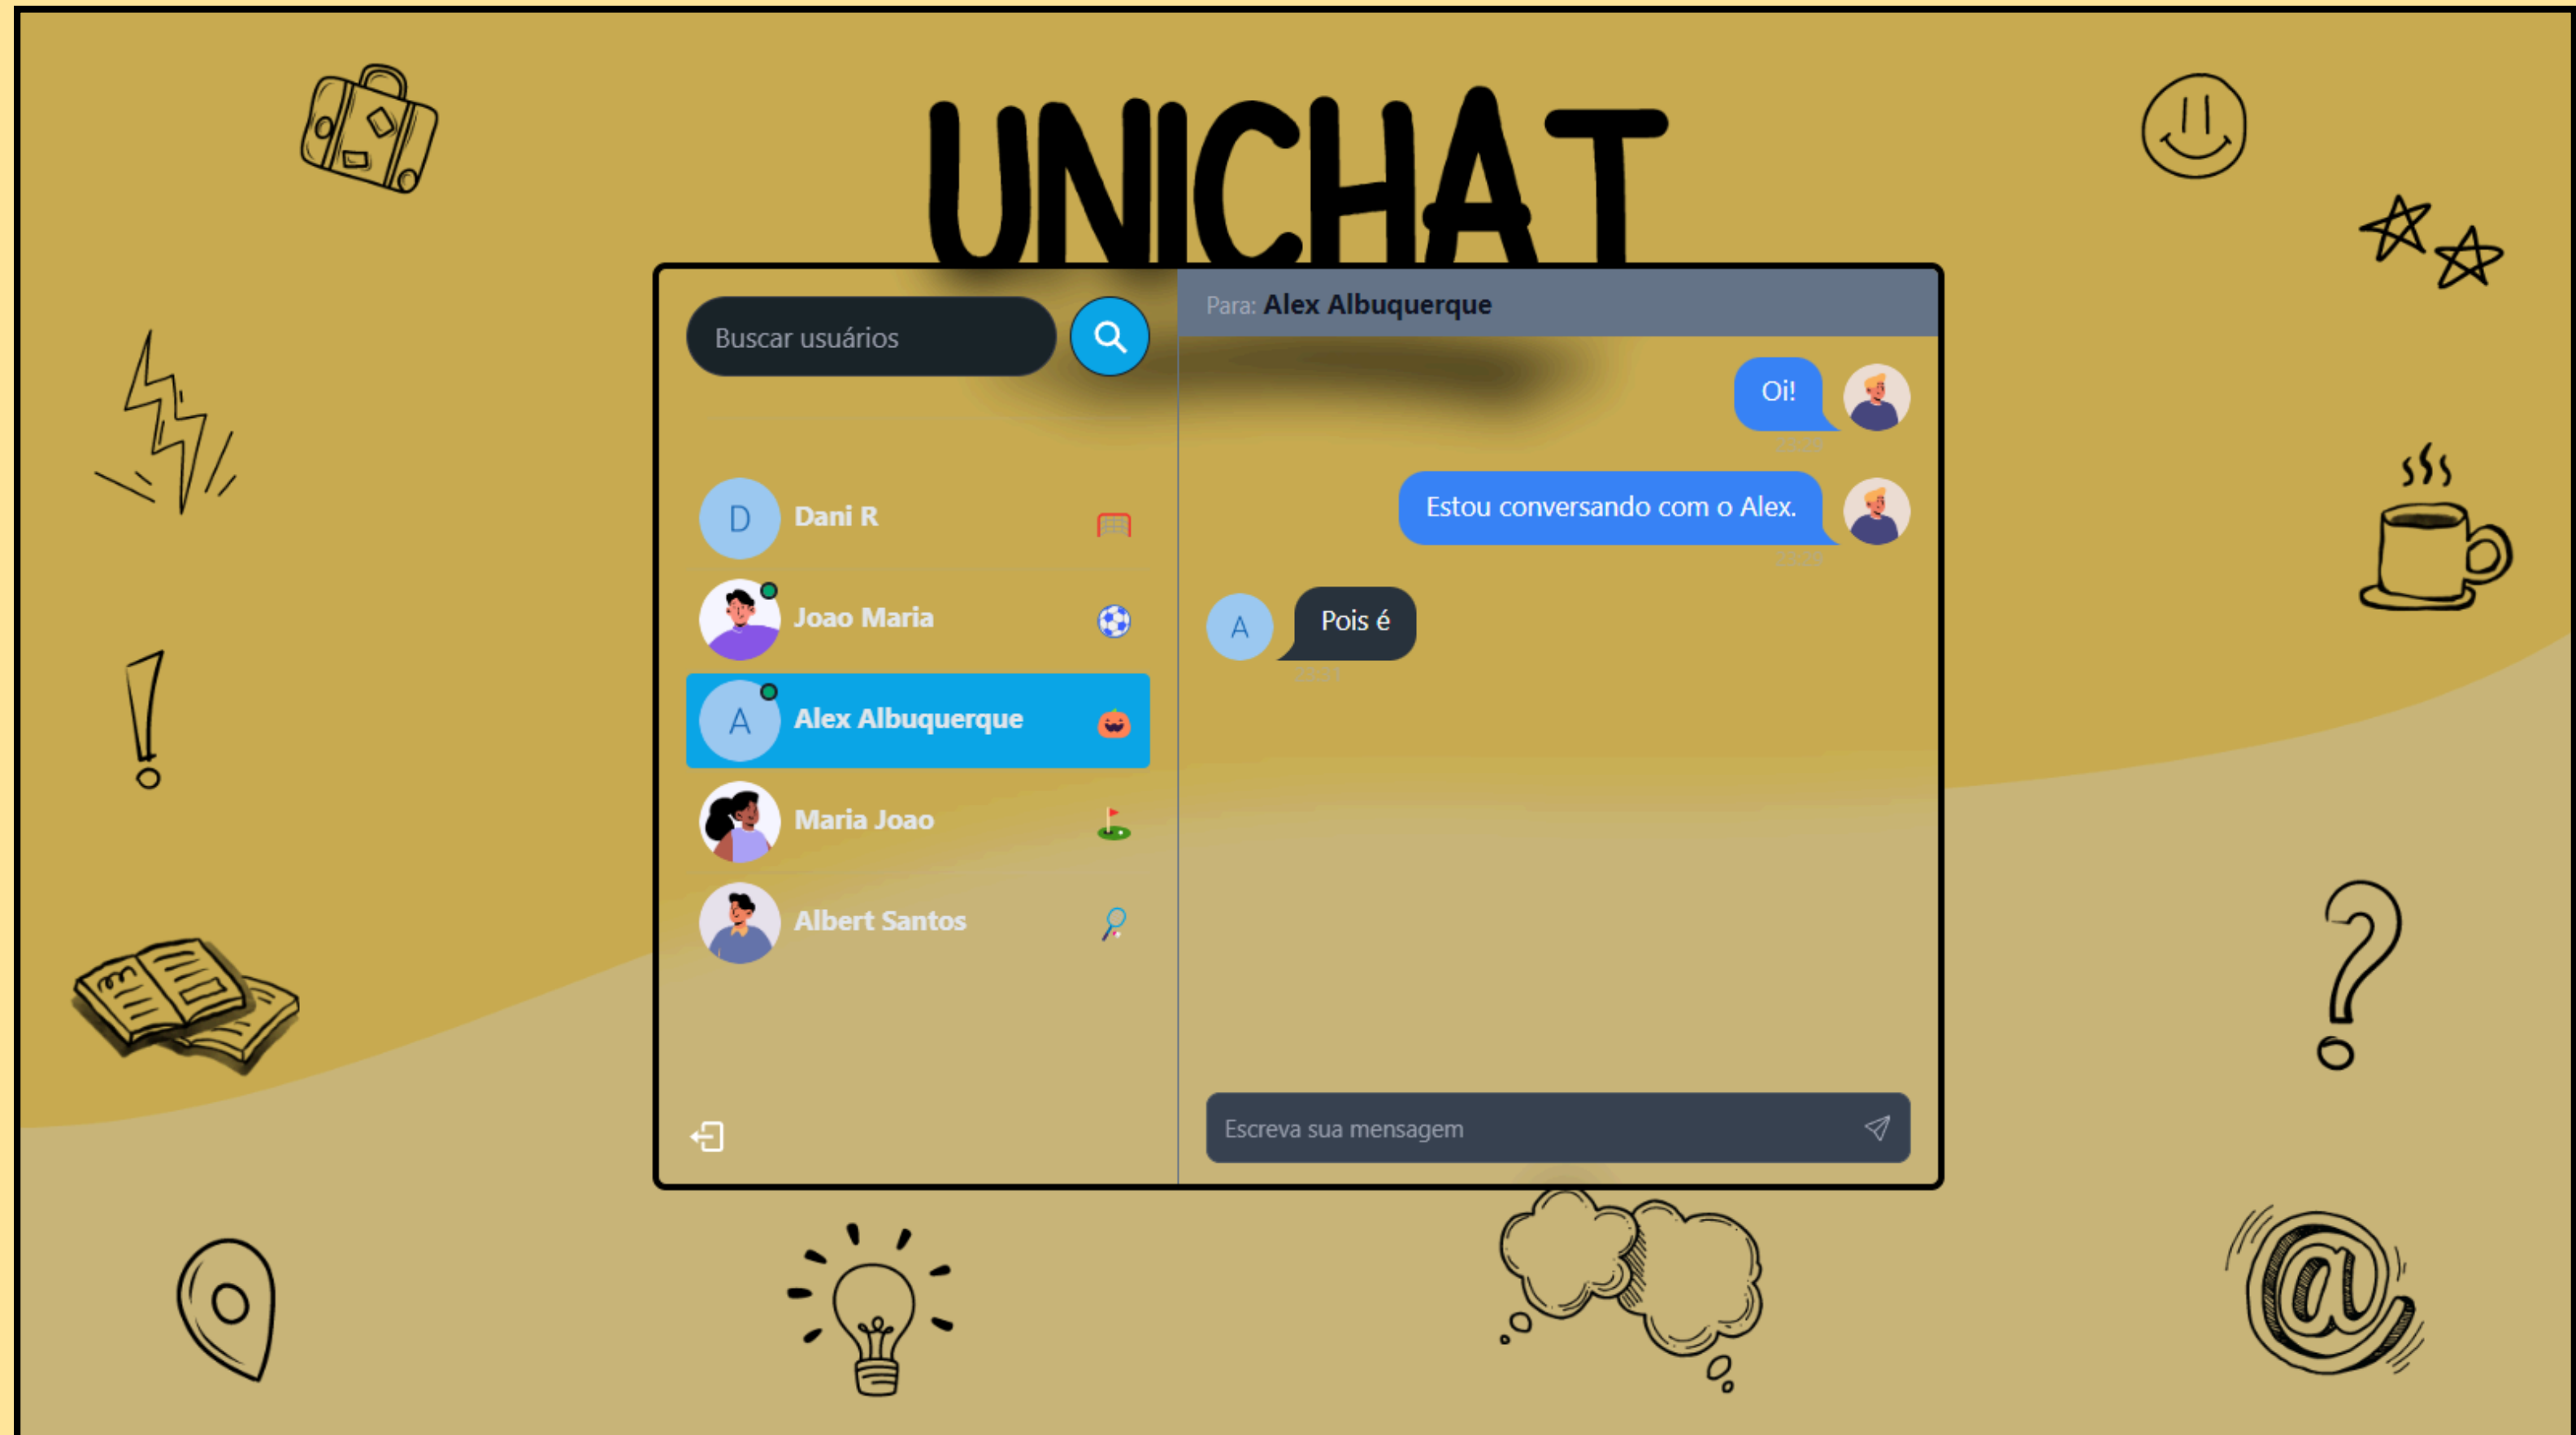 UNICHAT
Buscar usuários
D
Dani R
Joao Maria
A
Alex Albuquerque
Maria Joao
Albert Santos
Para: Alex Albuquerque
Oi!
Estou conversando com o Alex.
A
Pois é
Escreva sua mensagem
@